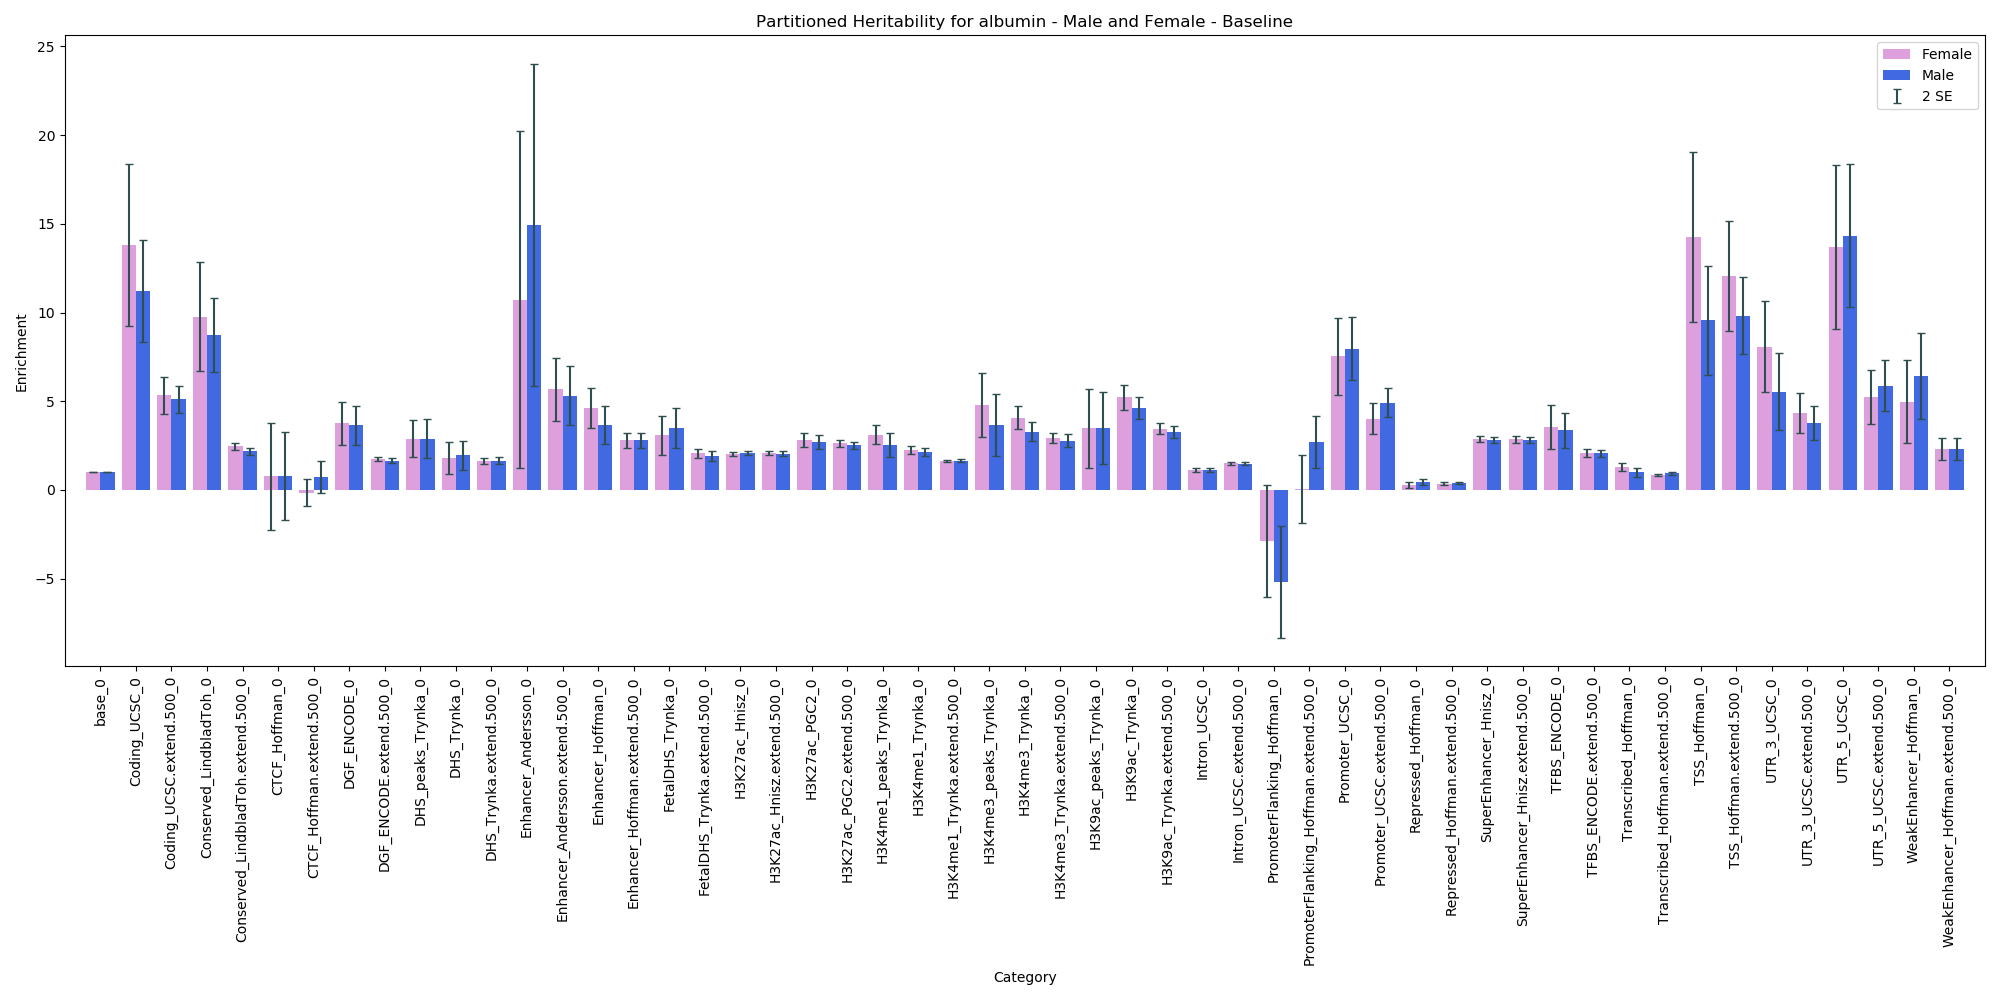 Partitioned Heritability for albumin - Male and Female - Baseline
Female
Male
2 SE
Enrichment
25
20
15
10
5
0
−5
base_0
Coding_UCSC_0
Coding_UCSC.extend.500_0
Conserved_LindbladToh_0
Conserved_LindbladToh.extend.500_0
CTCF_Hoffman_0
CTCF_Hoffman.extend.500_0
DGF_ENCODE_0
DGF_ENCODE.extend.500_0
DHS_peaks_Trynka_0
DHS_Trynka_0
DHS_Trynka.extend.500_0
Enhancer_Andersson_0
Enhancer_Andersson.extend.500_0
Enhancer_Hoffman_0
Enhancer_Hoffman.extend.500_0
FetalDHS_Trynka_0
FetalDHS_Trynka.extend.500_0
H3K27ac_Hnisz_0
H3K27ac_Hnisz.extend.500_0
H3K27ac_PGC2_0
H3K27ac_PGC2.extend.500_0
H3K4me1_peaks_Trynka_0
H3K4me1_Trynka_0
H3K4me1_Trynka.extend.500_0
H3K4me3_peaks_Trynka_0
H3K4me3_Trynka_0
H3K4me3_Trynka.extend.500_0
H3K9ac_peaks_Trynka_0
H3K9ac_Trynka_0
H3K9ac_Trynka.extend.500_0
Intron_UCSC_0
Intron_UCSC.extend.500_0
PromoterFlanking_Hoffman_0
PromoterFlanking_Hoffman.extend.500_0
Promoter_UCSC_0
Promoter_UCSC.extend.500_0
Repressed_Hoffman_0
Repressed_Hoffman.extend.500_0
SuperEnhancer_Hnisz_0
SuperEnhancer_Hnisz.extend.500_0
TFBS_ENCODE_0
TFBS_ENCODE.extend.500_0
Transcribed_Hoffman_0
Transcribed_Hoffman.extend.500_0
TSS_Hoffman_0
TSS_Hoffman.extend.500_0
UTR_3_UCSC_0
UTR_3_UCSC.extend.500_0
UTR_5_UCSC_0
UTR_5_UCSC.extend.500_0
WeakEnhancer_Hoffman_0
WeakEnhancer_Hoffman.extend.500_0
Category